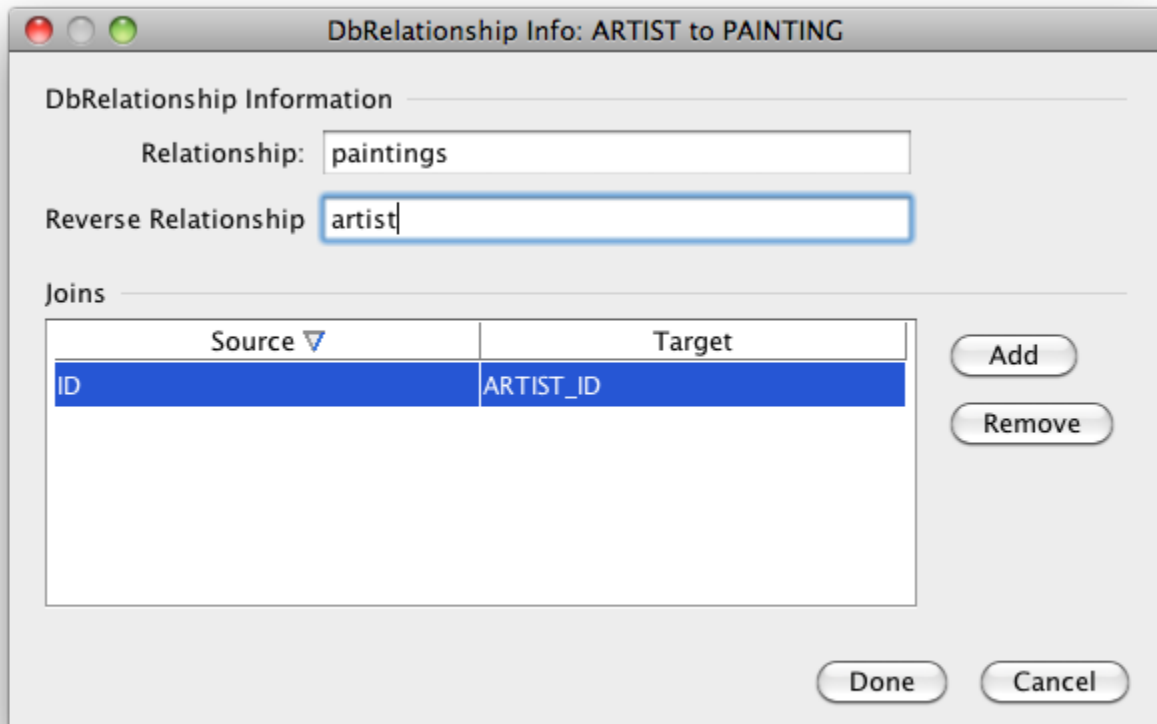 DbRelationship Info: ARTIST to PAINTING
DbRelationship Information
Relationship: paintings
Reverse Relationship artist
Joins
Source Target
ID ARTIST_ID
Add
Remove
Done Cancel